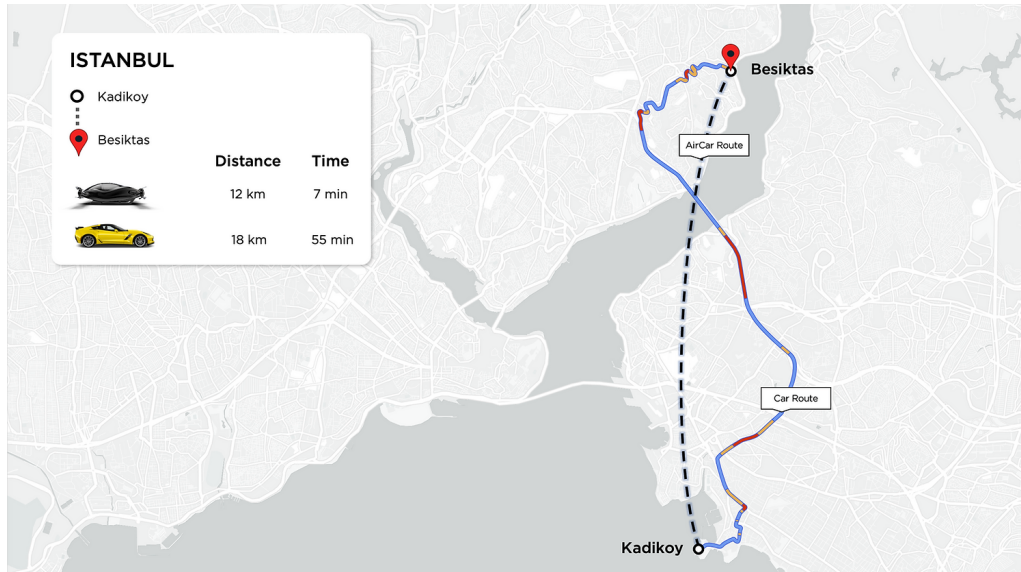 ISTANBUL
Kadikoy
Besiktas
Distance Time
12 km 7 min
18 km 55 min
Besiktas
AirCar Route
Car Route
Kadikoy